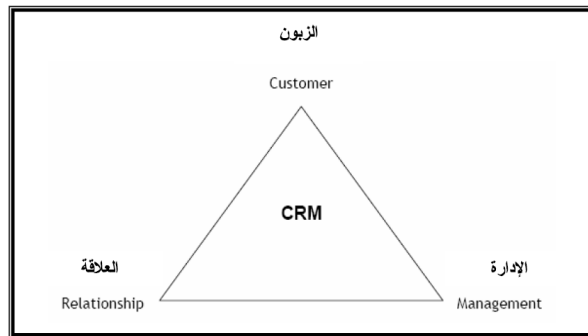 الزبون
Customer
CRM
العلاقة
الإدارة
Relationship
Management